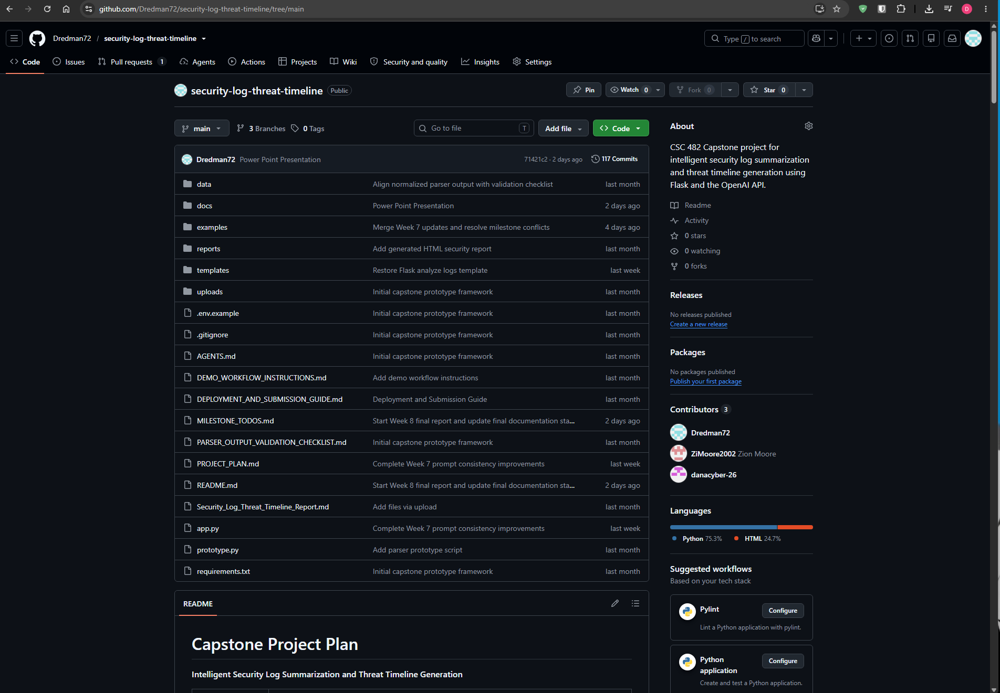 github.com/Dredman72/security-log-threat-timeline/tree/main
D
Dredman72 / security-log-threat-timeline
Type / to search
Code
Issues
Pull requests 1
Agents
Actions
Projects
Wiki
Security and quality
Insights
Settings
security-log-threat-timeline Public
Pin
Watch 0
Fork 0
Star 0
main
3 Branches
0 Tags
Go to file T
Add file
Code
Dredman72 Power Point Presentation 71421c2 · 2 days ago 117 Commits
data Align normalized parser output with validation checklist last month
docs Power Point Presentation 2 days ago
examples Merge Week 7 updates and resolve milestone conflicts 4 days ago
reports Add generated HTML security report last month
templates Restore Flask analyze logs template last week
uploads Initial capstone prototype framework last month
.env.example Initial capstone prototype framework last month
.gitignore Initial capstone prototype framework last month
AGENTS.md Initial capstone prototype framework last month
DEMO_WORKFLOW_INSTRUCTIONS.md Add demo workflow instructions last month
DEPLOYMENT_AND_SUBMISSION_GUIDE.md Deployment and Submission Guide last month
MILESTONE_TODOS.md Start Week 8 final report and update final documentation sta... 2 days ago
PARSER_OUTPUT_VALIDATION_CHECKLIST.md Initial capstone prototype framework last month
PROJECT_PLAN.md Complete Week 7 prompt consistency improvements last week
README.md Start Week 8 final report and update final documentation sta... 2 days ago
Security_Log_Threat_Timeline_Report.md Add files via upload last month
app.py Complete Week 7 prompt consistency improvements last week
prototype.py Add parser prototype script last month
requirements.txt Initial capstone prototype framework last month
README
Capstone Project Plan
Intelligent Security Log Summarization and Threat Timeline Generation
About
CSC 482 Capstone project for
intelligent security log summarization
and threat timeline generation using
Flask and the OpenAI API.
Readme
Activity
0 stars
0 watching
0 forks
Releases
No releases published
Create a new release
Packages
No packages published
Publish your first package
Contributors 3
Dredman72
ZiMoore2002 Zion Moore
danacyber-26
Languages
Python 75.3% HTML 24.7%
Suggested workflows
Based on your tech stack
Pylint
Configure
Lint a Python application with pylint.
Python
application
Configure
Create and test a Python application.